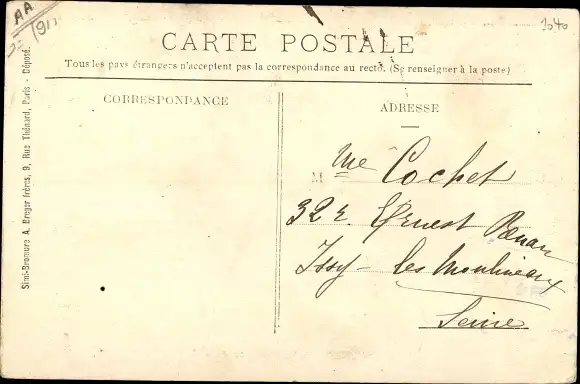 AA
1911
1040
CARTE POSTALE
Tous les pays étrangers n'acceptent pas la correspondance au recto. (Se renseigner à la poste)
CORRESPONDANCE
ADRESSE
M me Cochet
32 r. Ernest Renan
Issy - les Moulineaux
Seine
Simi-Bromure A. Breger frères, 9, Rue Thénard, Paris - Déposé.